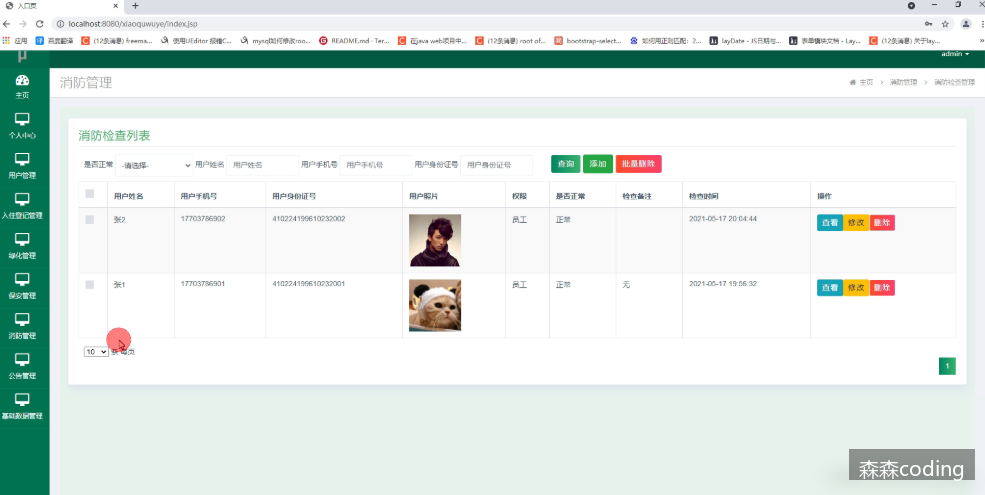 入口页
localhost:8080/xiaoquwuye/index.jsp
应用 百度翻译 (12条消息) freema... 使用UEditor 报错C... mysql如何修改roo... README.md - Ter... 在java web项目中... (12条消息) root of... bootstrap-select... 如何用正则匹配：2... layDate - JS日期与... 表单模块文档 - Lay... (12条消息) 关于lay...
admin
主页
个人中心
用户管理
入住登记管理
绿化管理
保安管理
消防管理
公告管理
基础数据管理
消防管理
主页 > 消防管理 > 消防检查管理
消防检查列表
是否正常 -请选择- 用户姓名 用户姓名 用户手机号 用户手机号 用户身份证号 用户身份证号 查询 添加 批量删除
用户姓名 用户手机号 用户身份证号 用户照片 权限 是否正常 检查备注 检查时间 操作
张2 17703786902 410224199610232002 员工 正常 2021-05-17 20:04:44 查看 修改 删除
张1 17703786901 410224199610232001 员工 正常 无 2021-05-17 19:56:32 查看 修改 删除
10 条 每页
1
森森coding